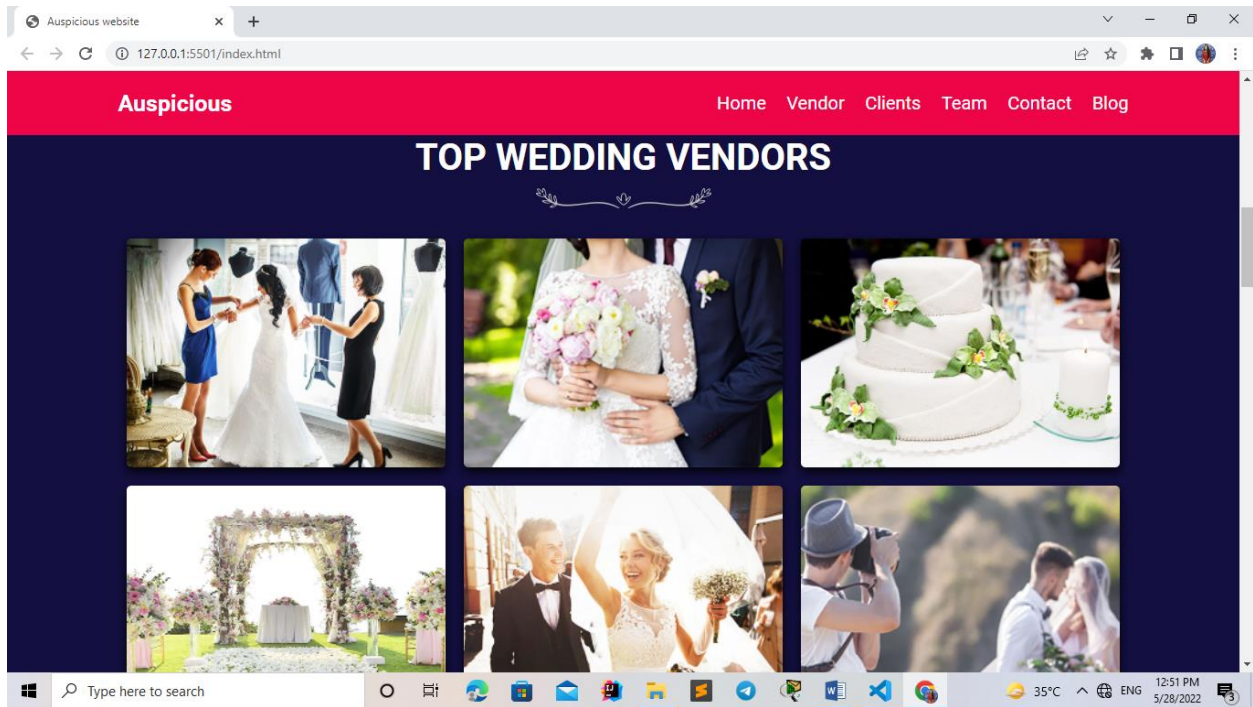 Auspicious website
127.0.0.1:5501/index.html
Auspicious
Home Vendor Clients Team Contact Blog
TOP WEDDING VENDORS
Type here to search
35°C ENG 12:51 PM
5/28/2022
3